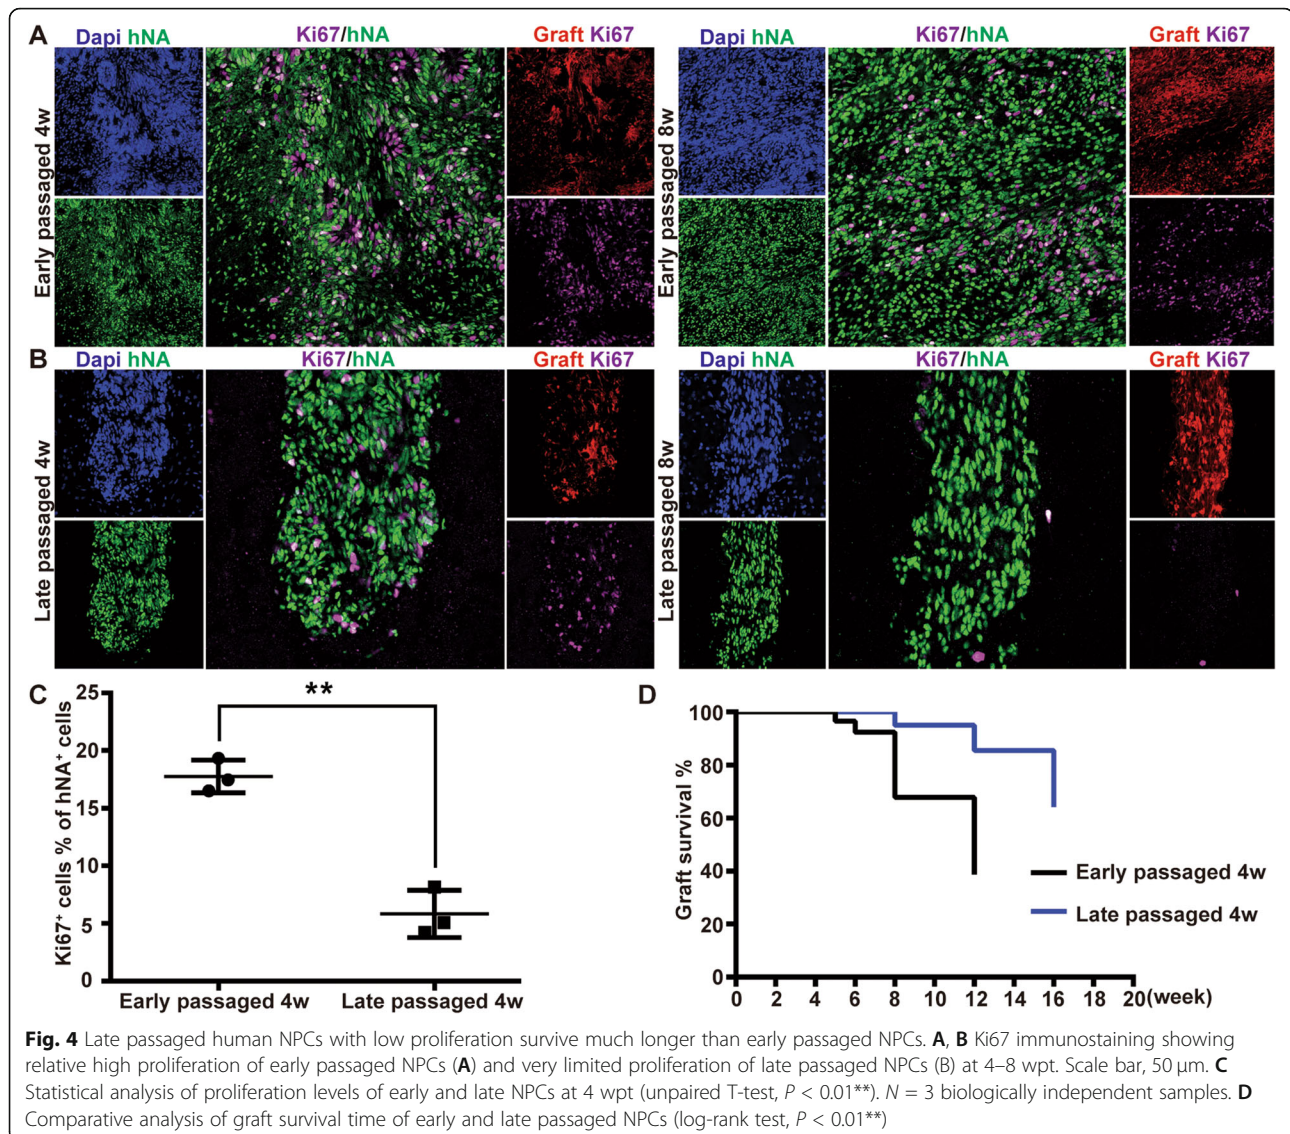 A
Dapi hNA
Ki67/hNA
Graft Ki67
Early passaged 4w
Dapi hNA
Ki67/hNA
Graft Ki67
Early passaged 8w
B
Dapi hNA
Ki67/hNA
Graft Ki67
Late passaged 4w
Dapi hNA
Ki67/hNA
Graft Ki67
Late passaged 8w
C
Ki67⁺ cells % of hNA⁺ cells
25
20
15
10
5
0
**
Early passaged 4w
Late passaged 4w
D
Graft survival %
100
80
60
40
20
0
0 2 4 6 8 10 12 14 16 18 20 (week)
Early passaged 4w
Late passaged 4w
Fig. 4 Late passaged human NPCs with low proliferation survive much longer than early passaged NPCs. A, B Ki67 immunostaining showing
relative high proliferation of early passaged NPCs (A) and very limited proliferation of late passaged NPCs (B) at 4–8 wpt. Scale bar, 50 μm. C
Statistical analysis of proliferation levels of early and late NPCs at 4 wpt (unpaired T-test, P < 0.01**). N = 3 biologically independent samples. D
Comparative analysis of graft survival time of early and late passaged NPCs (log-rank test, P < 0.01**)